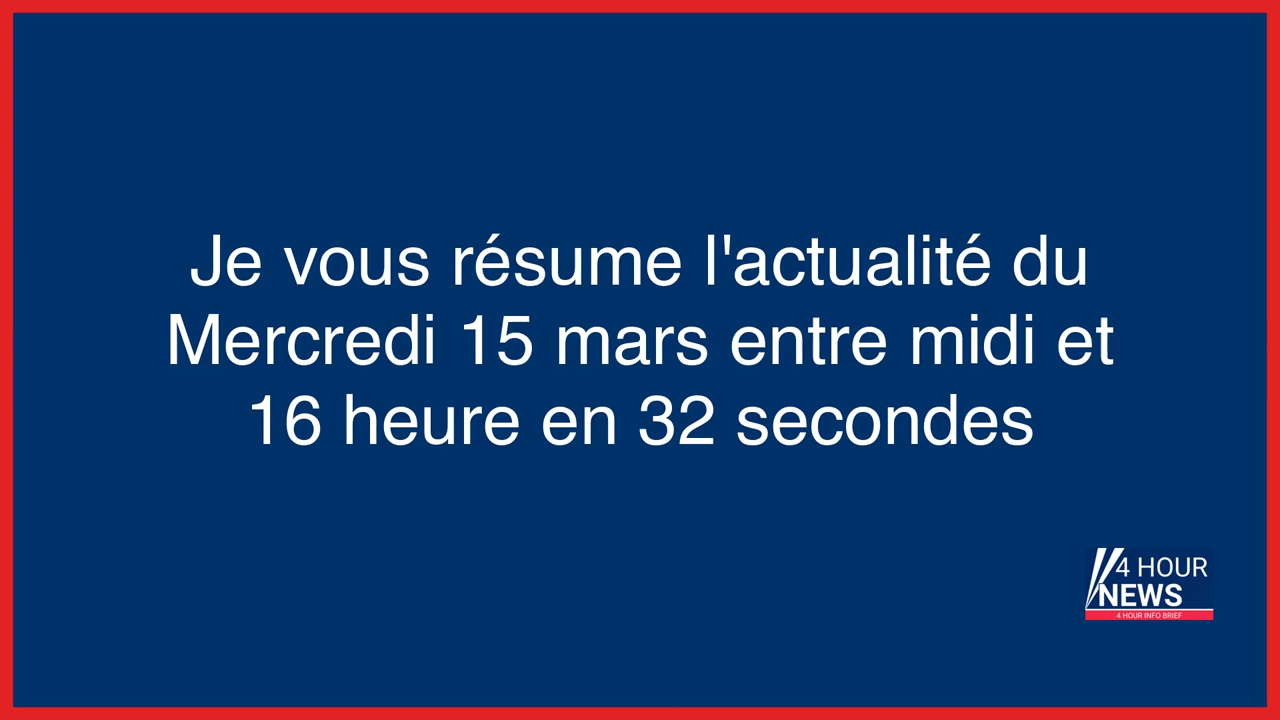 Je vous résume l'actualité du
Mercredi 15 mars entre midi et
16 heure en 32 secondes
4 HOUR
NEWS
4 HOUR INFO BRIEF